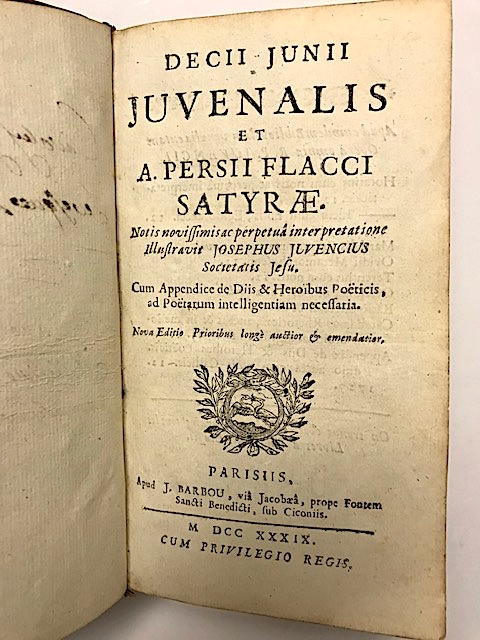 DECII JUNII
JUVENALIS
ET
A. PERSII FLACCI
SATYRÆ.
Notis noviſſimis ac perpetuâ interpretatione
Illuſtravit JOSEPHUS JUVENCIUS
Societatis Jeſu.
Cum Appendice de Diis & Heroïbus Poëticis,
ad Poëtarum intelligentiam neceſſaria.
Nova Editio Prioribus longè auctior & emendatior.
PARISIIS,
Apud J. BARBOU, viâ Jacobæâ, prope Fontem
Sancti Benedicti, ſub Ciconiis.
M DCC XXXIX.
CUM PRIVILEGIO REGIS.